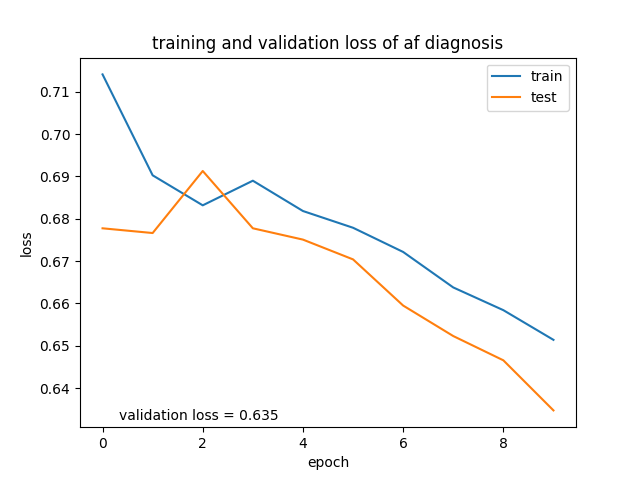 training and validation loss of af diagnosis
train
test
0.71
0.70
0.69
0.68
0.67
0.66
0.65
0.64
loss
validation loss = 0.635
0 2 4 6 8
epoch